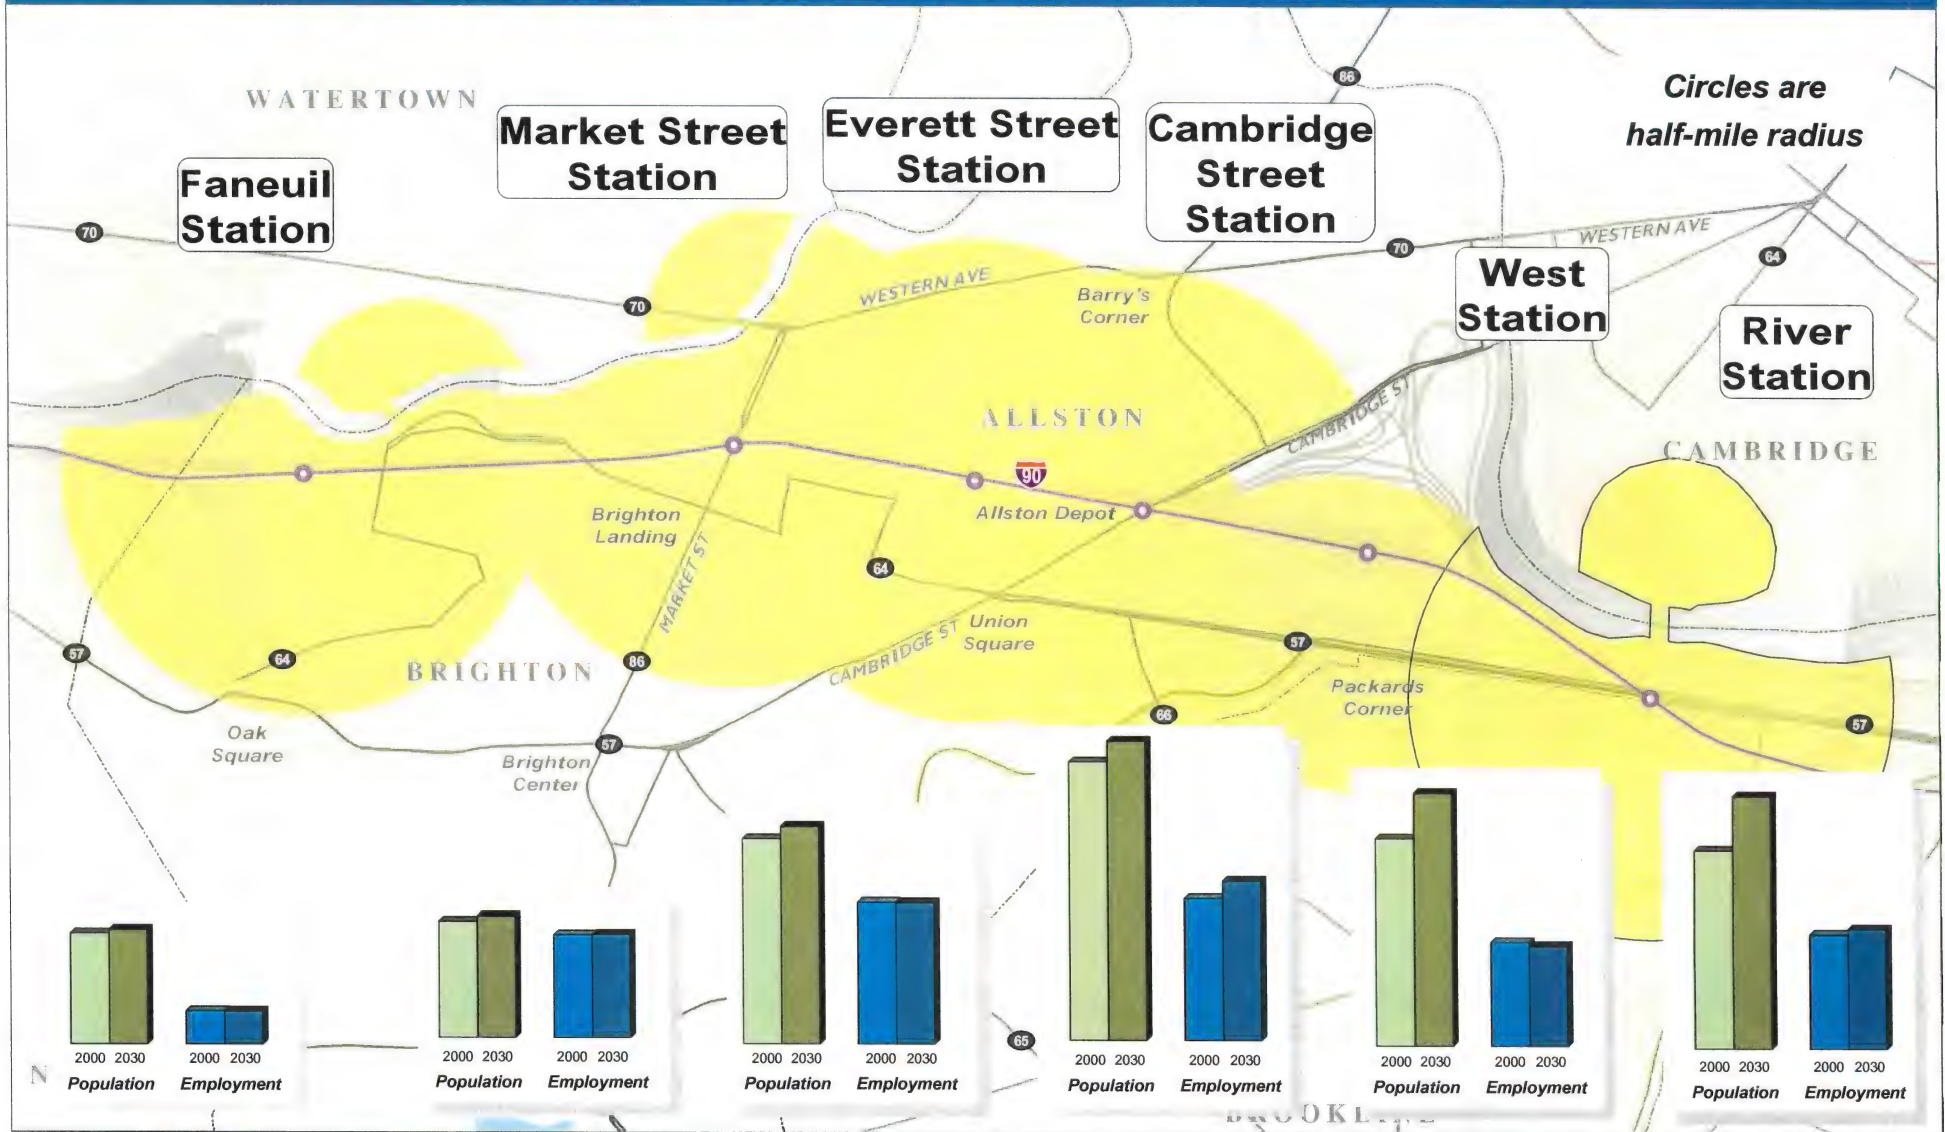 WATERTOWN
Faneuil
Station
Market Street
Station
Everett Street
Station
Cambridge
Street
Station
West
Station
River
Station
Circles are
half-mile radius
86
70
70
70
WESTERN AVE
WESTERN AVE
64
Barry's
Corner
ALLSTON
CAMBRIDGE ST
CAMBRIDGE
90
Brighton
Landing
Allston Depot
MARKET ST
64
Union
Square
CAMBRIDGE ST
57
57
64
BRIGHTON
86
Packards
Corner
66
57
Oak
Square
Brighton
Center
57
65
N
2000 2030 2000 2030
Population Employment
2000 2030 2000 2030
Population Employment
2000 2030 2000 2030
Population Employment
2000 2030 2000 2030
Population Employment
2000 2030 2000 2030
Population Employment
2000 2030 2000 2030
Population Employment